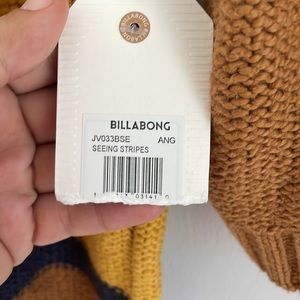 BILLABONG
BILLABONG
JV033BSE ANG
SEEING STRIPES